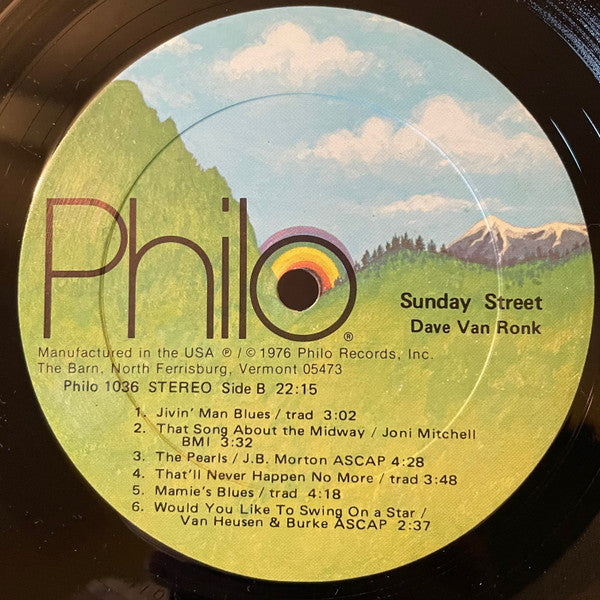 Philo®
Sunday Street
Dave Van Ronk
Manufactured in the USA ℗ / © 1976 Philo Records, Inc.
The Barn, North Ferrisburg, Vermont 05473
Philo 1036 STEREO Side B 22:15
1. Jivin' Man Blues / trad 3:02
2. That Song About the Midway / Joni Mitchell
BMI 3:32
3. The Pearls / J.B. Morton ASCAP 4:28
4. That'll Never Happen No More / trad 3:48
5. Mamie's Blues / trad 4:18
6. Would You Like To Swing On a Star /
Van Heusen & Burke ASCAP 2:37